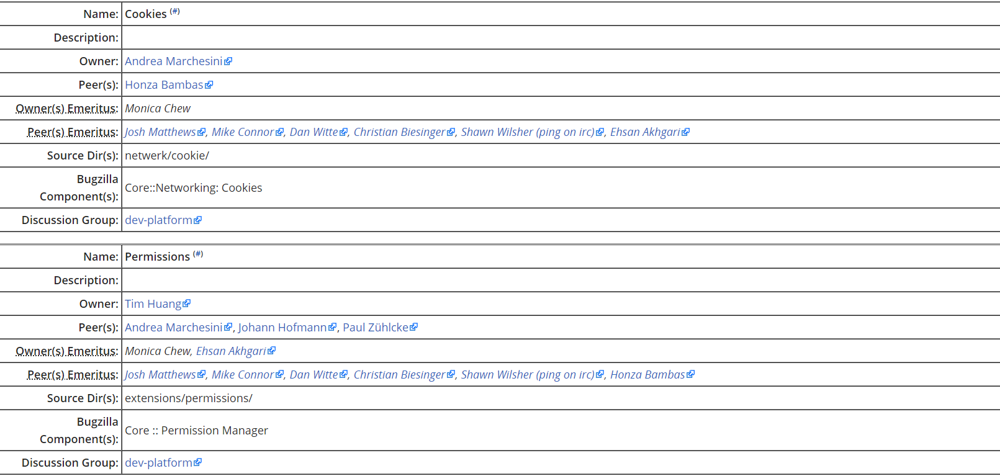 Name: Cookies (#)
Description:
Owner: Andrea Marchesini
Peer(s): Honza Bambas
Owner(s) Emeritus: Monica Chew
Peer(s) Emeritus: Josh Matthews, Mike Connor, Dan Witte, Christian Biesinger, Shawn Wilsher (ping on irc), Ehsan Akhgari
Source Dir(s): netwerk/cookie/
Bugzilla
Component(s): Core::Networking: Cookies
Discussion Group: dev-platform
Name: Permissions (#)
Description:
Owner: Tim Huang
Peer(s): Andrea Marchesini, Johann Hofmann, Paul Zühlcke
Owner(s) Emeritus: Monica Chew, Ehsan Akhgari
Peer(s) Emeritus: Josh Matthews, Mike Connor, Dan Witte, Christian Biesinger, Shawn Wilsher (ping on irc), Honza Bambas
Source Dir(s): extensions/permissions/
Bugzilla
Component(s): Core :: Permission Manager
Discussion Group: dev-platform